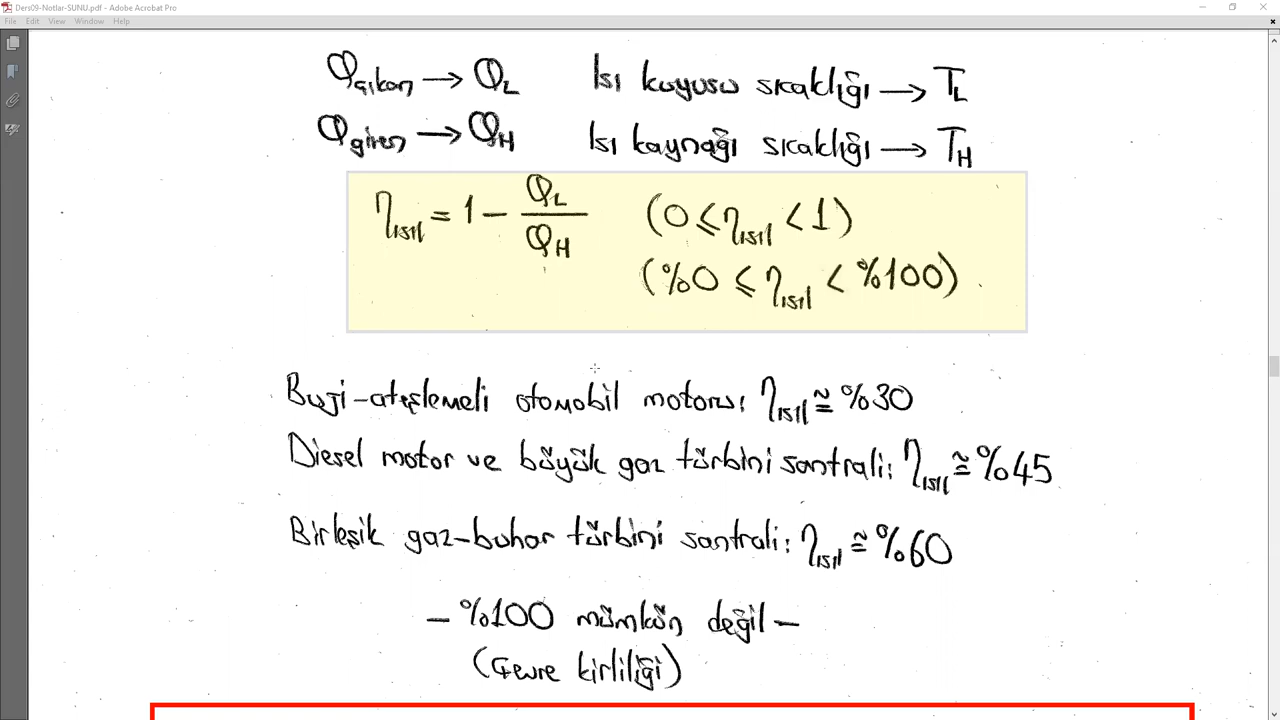 Ders09-Notlar-SUNU.pdf - Adobe Acrobat Pro
File Edit View Window Help
Qçıkan → QL Isı kuyusu sıcaklığı → TL
Qgiren → QH Isı kaynağı sıcaklığı → TH
ηısıl = 1 - QL/QH (0 ≤ ηısıl < 1)
(%0 ≤ ηısıl < %100)
Buji-ateşlemeli otomobil motoru: ηısıl ≅ %30
Diesel motor ve büyük gaz türbini santrali: ηısıl ≅ %45
Birleşik gaz-buhar türbini santrali: ηısıl ≅ %60
- %100 mümkün değil -
(Çevre kirliliği)